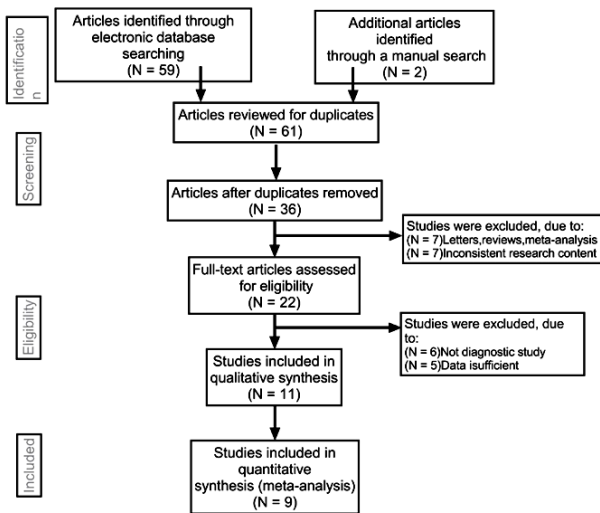 Identificatio
n
Articles identified through
electronic database
searching
(N = 59)
Additional articles
identified
through a manual search
(N = 2)
Articles reviewed for duplicates
(N = 61)
Screening
Articles after duplicates removed
(N = 36)
Studies were excluded, due to:
(N = 7)Letters,reviews,meta-analysis
(N = 7)Inconsistent research content
Full-text articles assessed
for eligibility
(N = 22)
Eligibility
Studies were excluded, due
to:
(N = 6)Not diagnostic study
(N = 5)Data isufficient
Studies included in
qualitative synthesis
(N = 11)
Included
Studies included in
quantitative
synthesis (meta-analysis)
(N = 9)